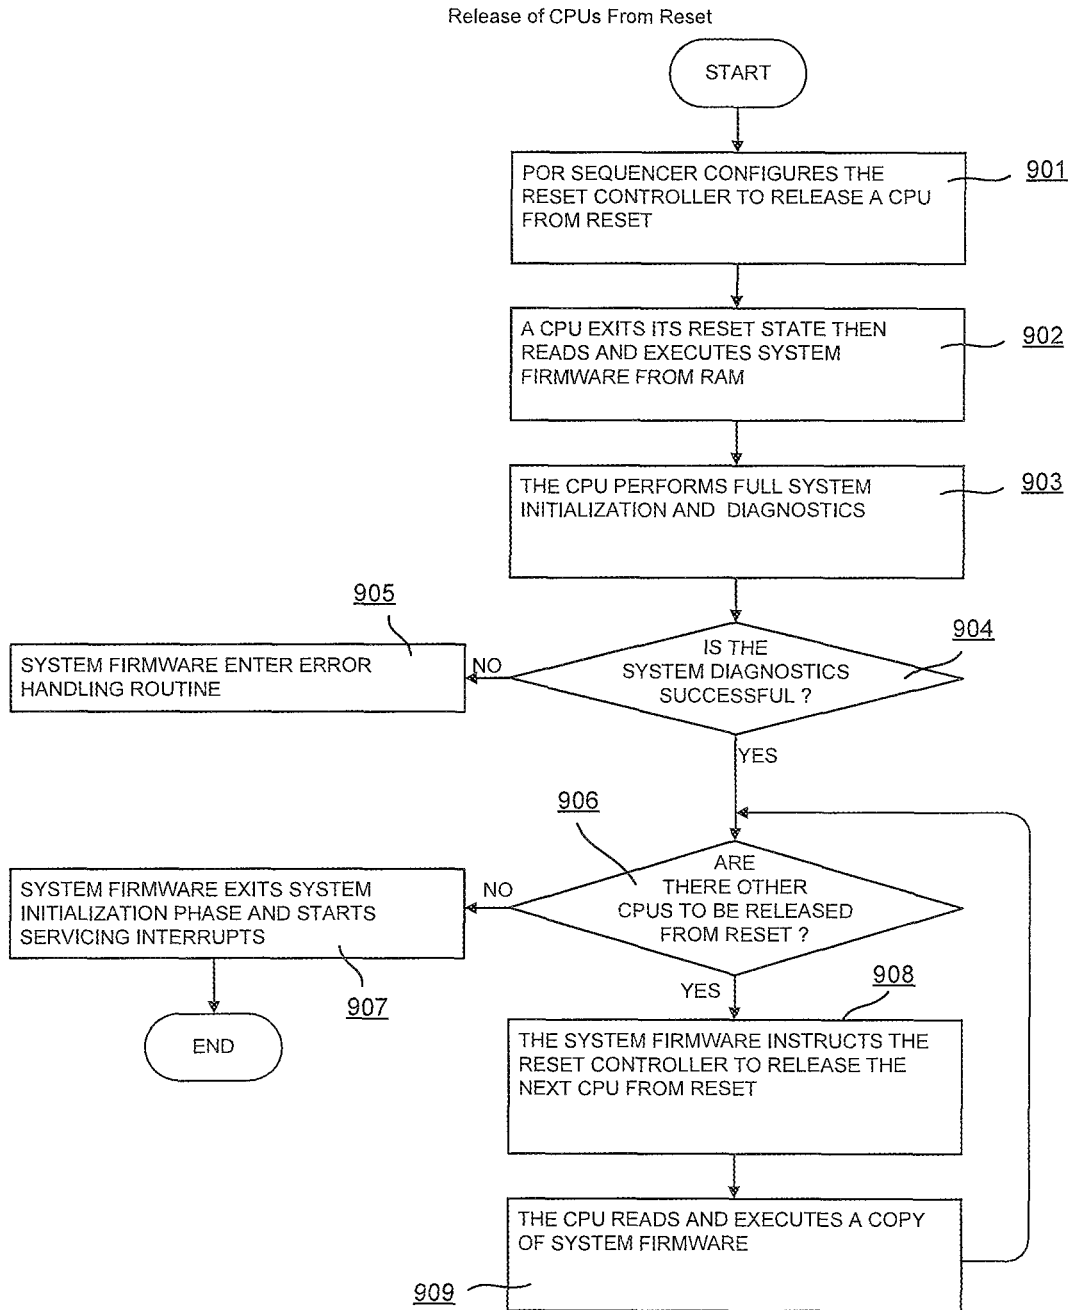 Release of CPUs From Reset
START
POR SEQUENCER CONFIGURES THE
RESET CONTROLLER TO RELEASE A CPU
FROM RESET
901
A CPU EXITS ITS RESET STATE THEN
READS AND EXECUTES SYSTEM
FIRMWARE FROM RAM
902
THE CPU PERFORMS FULL SYSTEM
INITIALIZATION AND DIAGNOSTICS
903
IS THE
SYSTEM DIAGNOSTICS
SUCCESSFUL ?
904
NO
905
SYSTEM FIRMWARE ENTER ERROR
HANDLING ROUTINE
YES
906
ARE
THERE OTHER
CPUS TO BE RELEASED
FROM RESET ?
NO
SYSTEM FIRMWARE EXITS SYSTEM
INITIALIZATION PHASE AND STARTS
SERVICING INTERRUPTS
907
END
YES
908
THE SYSTEM FIRMWARE INSTRUCTS THE
RESET CONTROLLER TO RELEASE THE
NEXT CPU FROM RESET
THE CPU READS AND EXECUTES A COPY
OF SYSTEM FIRMWARE
909